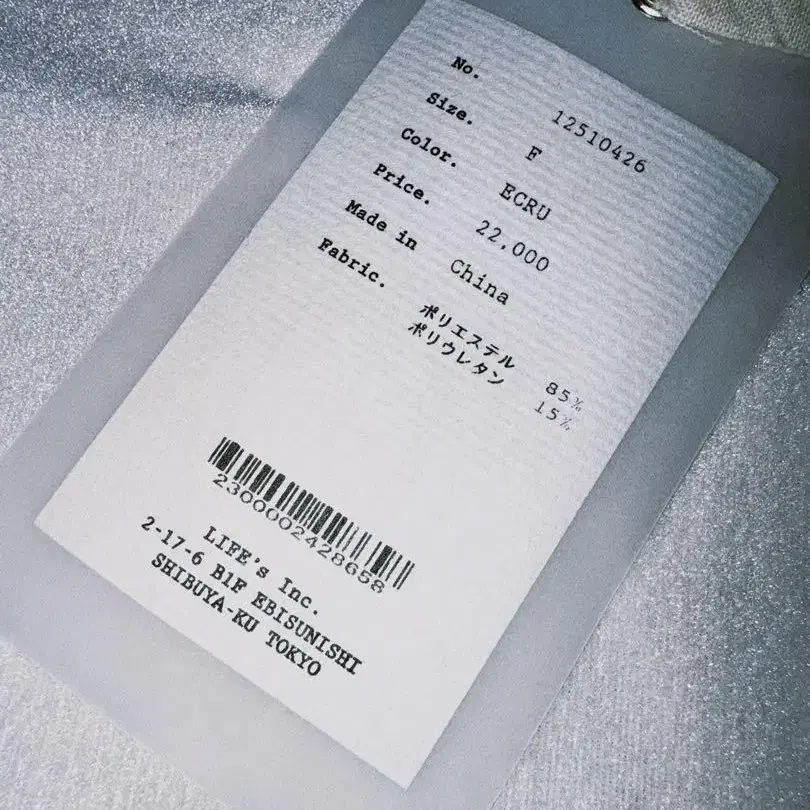 No. 12510426
Size. F
Color. ECRU
Price. 22,000
Made in China
Fabric.
ポリエステル 85%
ポリウレタン 15%
2300002428658
LIFE's Inc.
2-17-6 B1F EBISUNISHI
SHIBUYA-KU TOKYO